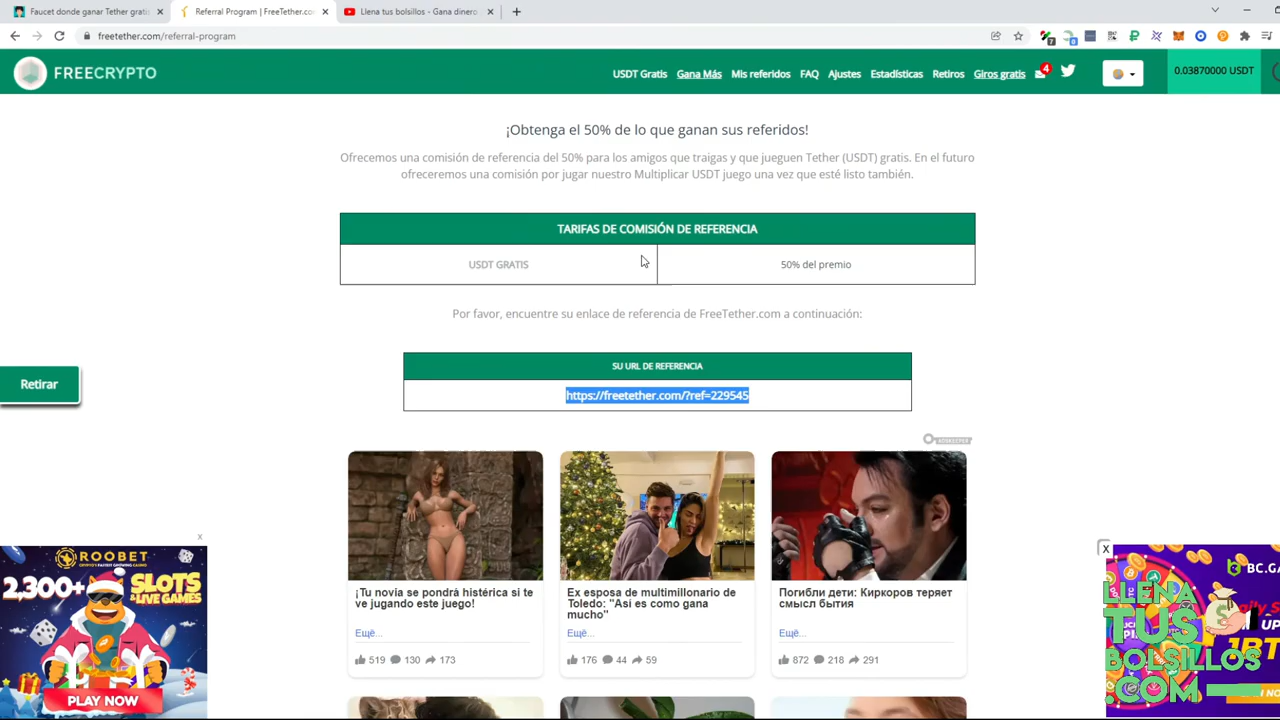 Faucet donde ganar Tether gratis
Referral Program | FreeTether.co
Llena tus bolsillos - Gana dinero
freetether.com/referral-program
FREECRYPTO
USDT Gratis
Gana Más
Mis referidos
FAQ
Ajustes
Estadísticas
Retiros
Giros gratis
4
0.03870000 USDT
¡Obtenga el 50% de lo que ganan sus referidos!
Ofrecemos una comisión de referencia del 50% para los amigos que traigas y que jueguen Tether (USDT) gratis. En el futuro
ofreceremos una comisión por jugar nuestro Multiplicar USDT juego una vez que esté listo también.
TARIFAS DE COMISIÓN DE REFERENCIA
USDT GRATIS
50% del premio
Por favor, encuentre su enlace de referencia de FreeTether.com a continuación:
SU URL DE REFERENCIA
https://freetether.com/?ref=229545
Retirar
¡Tu novia se pondrá histérica si te
ve jugando este juego!
Ещё...
519 130 173
Ex esposa de multimillonario de
Toledo: "Asi es como gana
mucho"
Ещё...
176 44 59
Погибли дети: Киркоров теряет
смысл бытия
Ещё...
872 218 291
x
ROOBET
2,300+
SLOTS
& LIVE GAMES
PLAY NOW
X
BC.GA
LLENA
TUS
BOLSILLOS
.COM